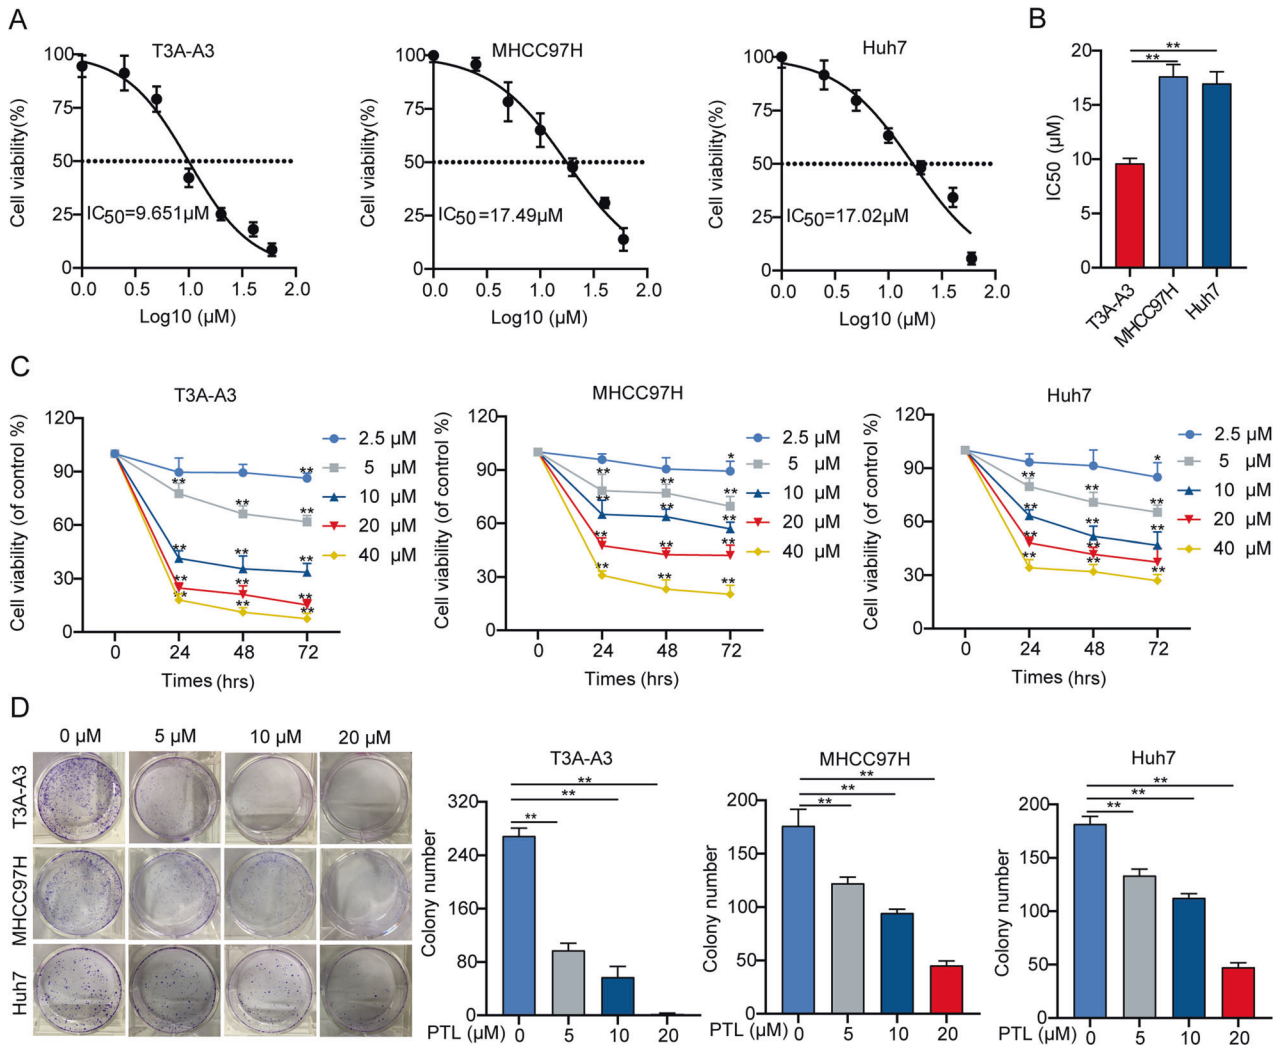 A
T3A-A3
Cell viability(%)
100
75
50
25
0
IC50=9.651μM
0.0 0.5 1.0 1.5 2.0
Log10 (μM)
MHCC97H
Cell viability(%)
100
75
50
25
0
IC50=17.49μM
0.0 0.5 1.0 1.5 2.0
Log10 (μM)
Huh7
Cell viability(%)
100
75
50
25
0
IC50=17.02μM
0.0 0.5 1.0 1.5 2.0
Log10 (μM)
B
IC50 (μM)
20
15
10
5
0
**
**
T3A-A3
MHCC97H
Huh7
C
T3A-A3
Cell viability (of control %)
120
90
60
30
0
** ** **
** ** **
** ** **
** ** **
**
0 24 48 72
Times (hrs)
2.5 μM
5 μM
10 μM
20 μM
40 μM
MHCC97H
Cell viability (of control %)
120
90
60
30
0
*
** ** **
** ** **
** ** **
** ** **
0 24 48 72
Times (hrs)
2.5 μM
5 μM
10 μM
20 μM
40 μM
Huh7
Cell viability (of control %)
120
90
60
30
0
*
** ** **
** ** **
** ** **
** ** **
0 24 48 72
Times (hrs)
2.5 μM
5 μM
10 μM
20 μM
40 μM
D
0 μM 5 μM 10 μM 20 μM
T3A-A3
MHCC97H
Huh7
T3A-A3
Colony number
320
240
160
80
0
**
**
**
PTL (μM) 0 5 10 20
MHCC97H
Colony number
200
150
100
50
0
**
**
**
PTL (μM) 0 5 10 20
Huh7
Colony number
200
150
100
50
0
**
**
**
PTL (μM) 0 5 10 20